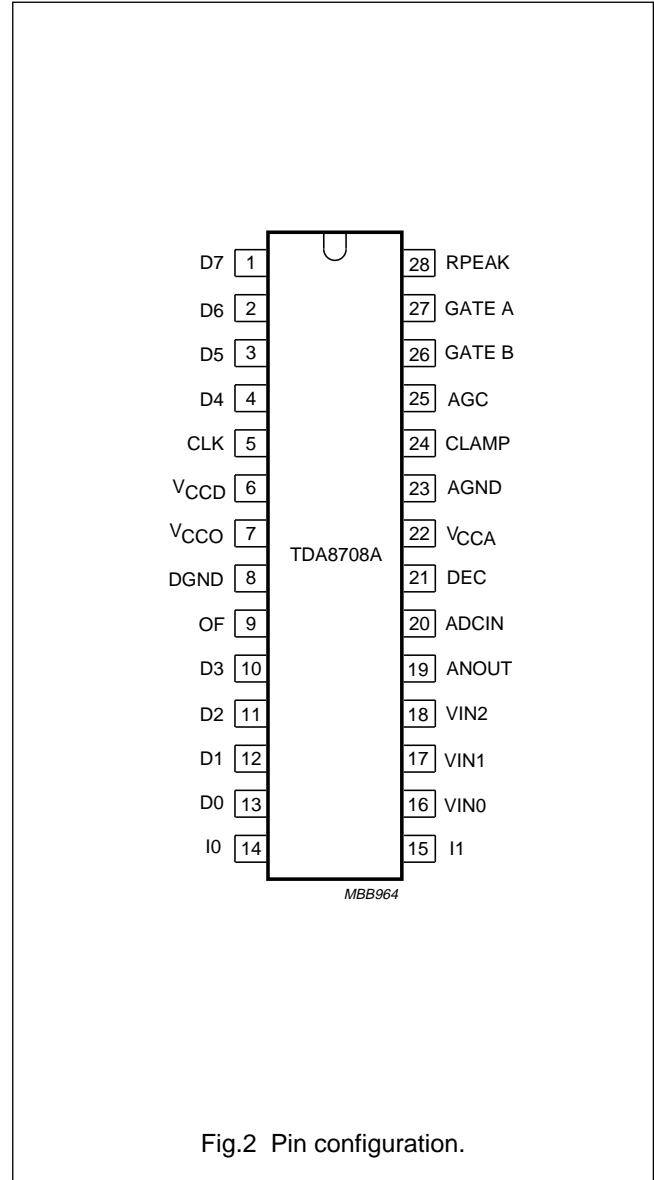 D7 1 28 RPEAK
D6 2 27 GATE A
D5 3 26 GATE B
D4 4 25 AGC
CLK 5 24 CLAMP
VCCD 6 23 AGND
VCCO 7 22 VCCA
TDA8708A
DGND 8 21 DEC
OF 9 20 ADCIN
D3 10 19 ANOUT
D2 11 18 VIN2
D1 12 17 VIN1
D0 13 16 VIN0
I0 14 15 I1
MBB964
Fig.2 Pin configuration.